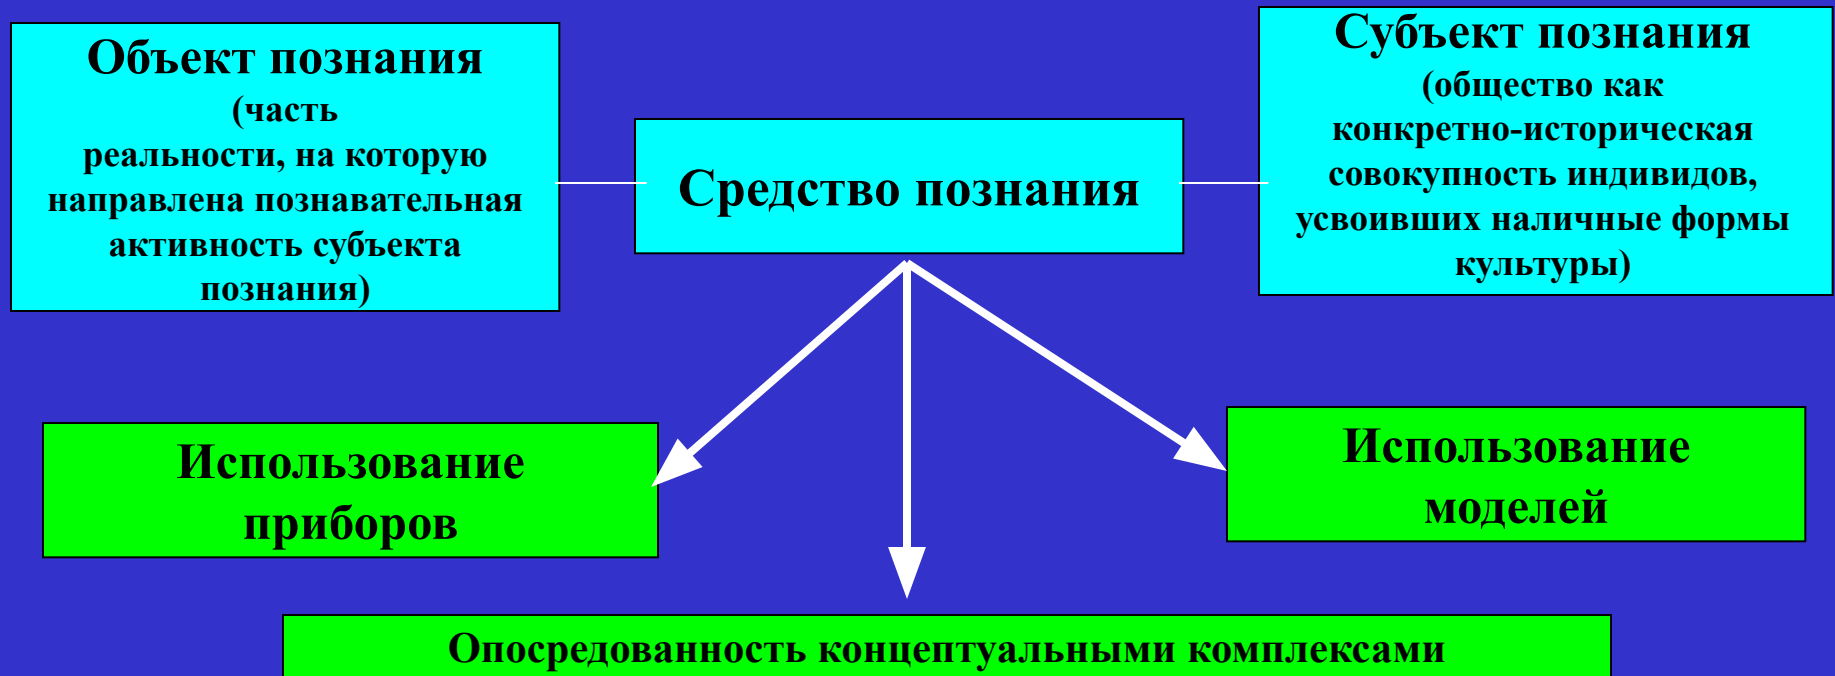 Объект познания
(часть
реальности, на которую
направлена познавательная
активность субъекта
познания)
Средство познания
Субъект познания
(общество как
конкретно-историческая
совокупность индивидов,
усвоивших наличные формы
культуры)
Использование
приборов
Использование
моделей
Опосредованность концептуальными комплексами